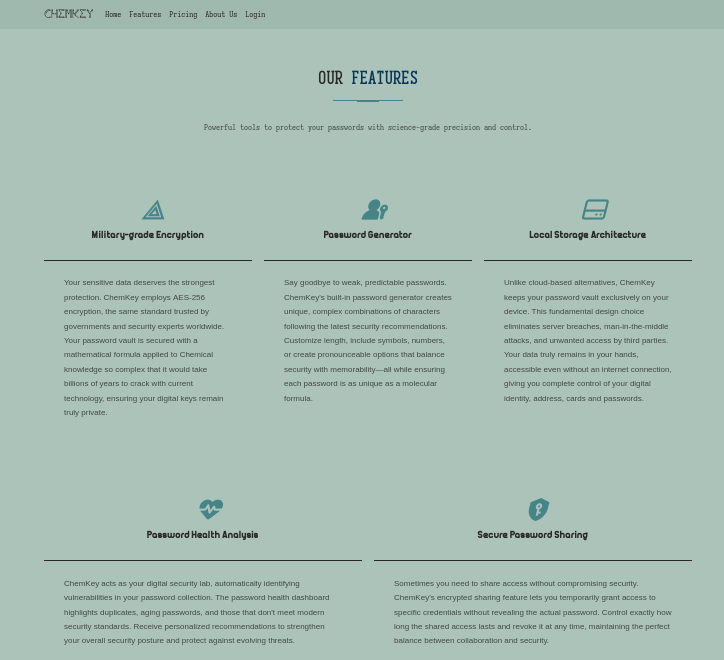 CHEMKEY Home Features Pricing About Us Login
OUR FEATURES
Powerful tools to protect your passwords with science-grade precision and control.
Military-grade Encryption
Your sensitive data deserves the strongest
protection. ChemKey employs AES-256
encryption, the same standard trusted by
governments and security experts worldwide.
Your password vault is secured with a
mathematical formula applied to Chemical
knowledge so complex that it would take
billions of years to crack with current
technology, ensuring your digital keys remain
truly private.
Password Generator
Say goodbye to weak, predictable passwords.
ChemKey's built-in password generator creates
unique, complex combinations of characters
following the latest security recommendations.
Customize length, include symbols, numbers,
or create pronounceable options that balance
security with memorability—all while ensuring
each password is as unique as a molecular
formula.
Local Storage Architecture
Unlike cloud-based alternatives, ChemKey
keeps your password vault exclusively on your
device. This fundamental design choice
eliminates server breaches, man-in-the-middle
attacks, and unwanted access by third parties.
Your data truly remains in your hands,
accessible even without an internet connection,
giving you complete control of your digital
identity, address, cards and passwords.
Password Health Analysis
ChemKey acts as your digital security lab, automatically identifying
vulnerabilities in your password collection. The password health dashboard
highlights duplicates, aging passwords, and those that don't meet modern
security standards. Receive personalized recommendations to strengthen
your overall security posture and protect against evolving threats.
Secure Password Sharing
Sometimes you need to share access without compromising security.
ChemKey's encrypted sharing feature lets you temporarily grant access to
specific credentials without revealing the actual password. Control exactly how
long the shared access lasts and revoke it at any time, maintaining the perfect
balance between collaboration and security.